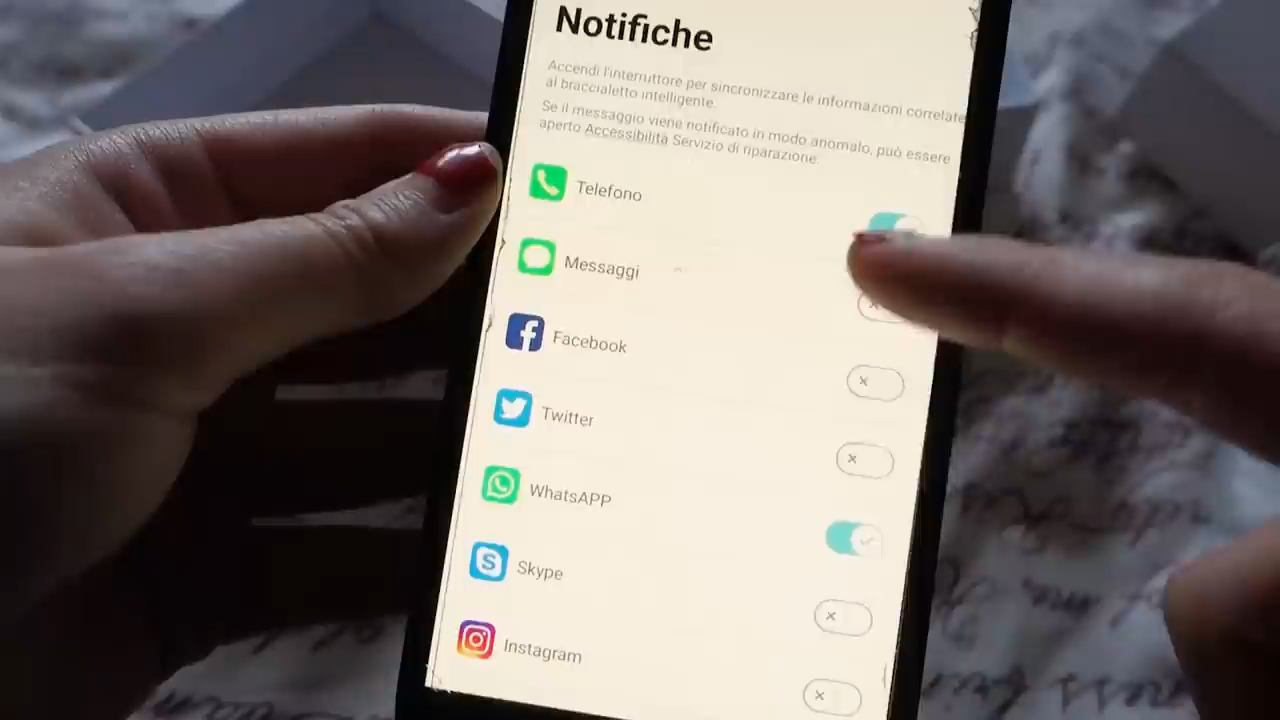 Notifiche
Accendi l'interruttore per sincronizzare le informazioni correlate
al braccialetto intelligente.
Se il messaggio viene notificato in modo anomalo, può essere
aperto Accessibilità Servizio di riparazione.
Telefono
Messaggi
Facebook
Twitter
WhatsAPP
Skype
Instagram